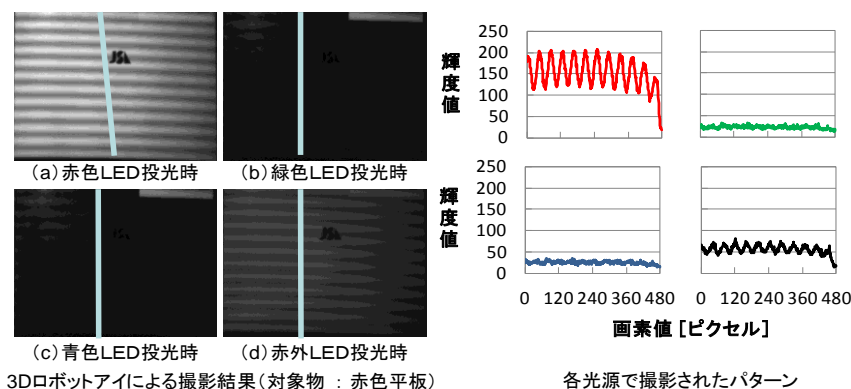 JSA
(a)赤色LED投光時
(b)緑色LED投光時
(c)青色LED投光時
(d)赤外LED投光時
3Dロボットアイによる撮影結果(対象物 : 赤色平板)
輝度値
250
200
150
100
50
0
輝度値
250
200
150
100
50
0
0 120 240 360 480
0 120 240 360 480
画素値 [ピクセル]
各光源で撮影されたパターン